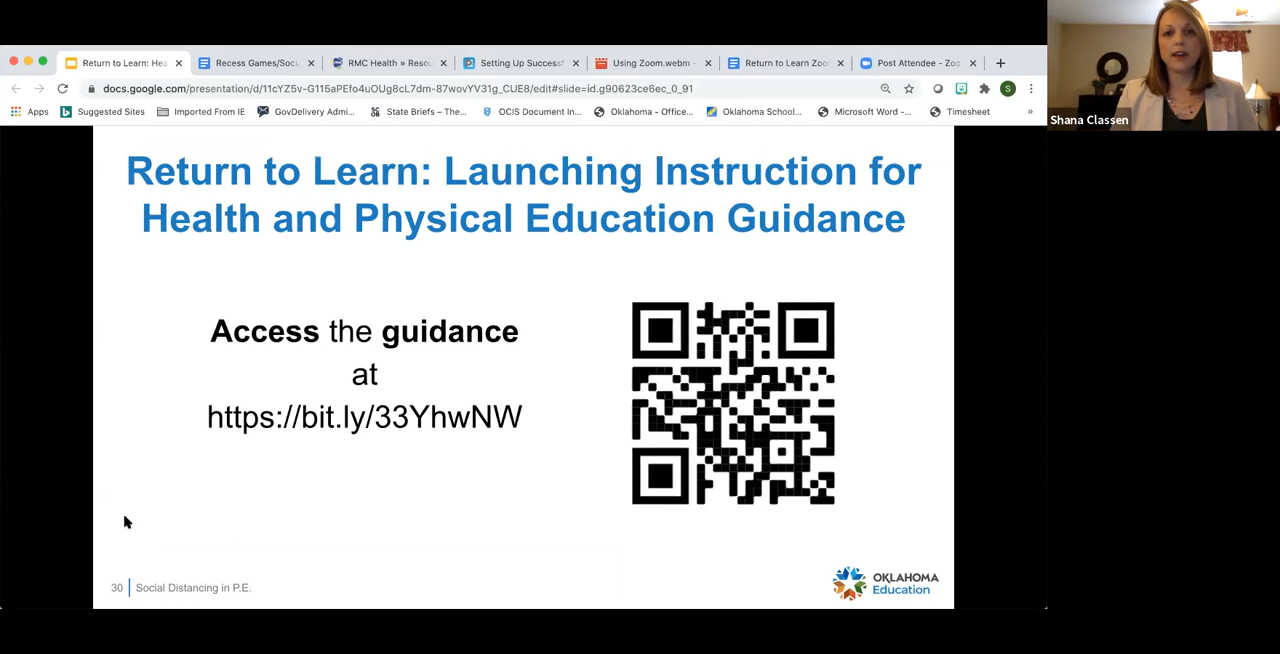 Return to Learn: Hea
Recess Games/Soci
RMC Health » Resou
Setting Up Success!
Using Zoom.webm -
Return to Learn Zoo
Post Attendee - Zoo
docs.google.com/presentation/d/11cYZ5v-G115aPEfo4uOUg8cL7dm-87wovYV31g_CUE8/edit#slide=id.g90623ce6ec_0_91
S
Apps
Suggested Sites
Imported From IE
GovDelivery Admi...
State Briefs – The...
OCIS Document In...
Oklahoma - Office...
Oklahoma School...
Microsoft Word -...
Timesheet
»
Shana Classen
Return to Learn: Launching Instruction for
Health and Physical Education Guidance
Access the guidance
at
https://bit.ly/33YhwNW
30 Social Distancing in P.E.
OKLAHOMA
Education